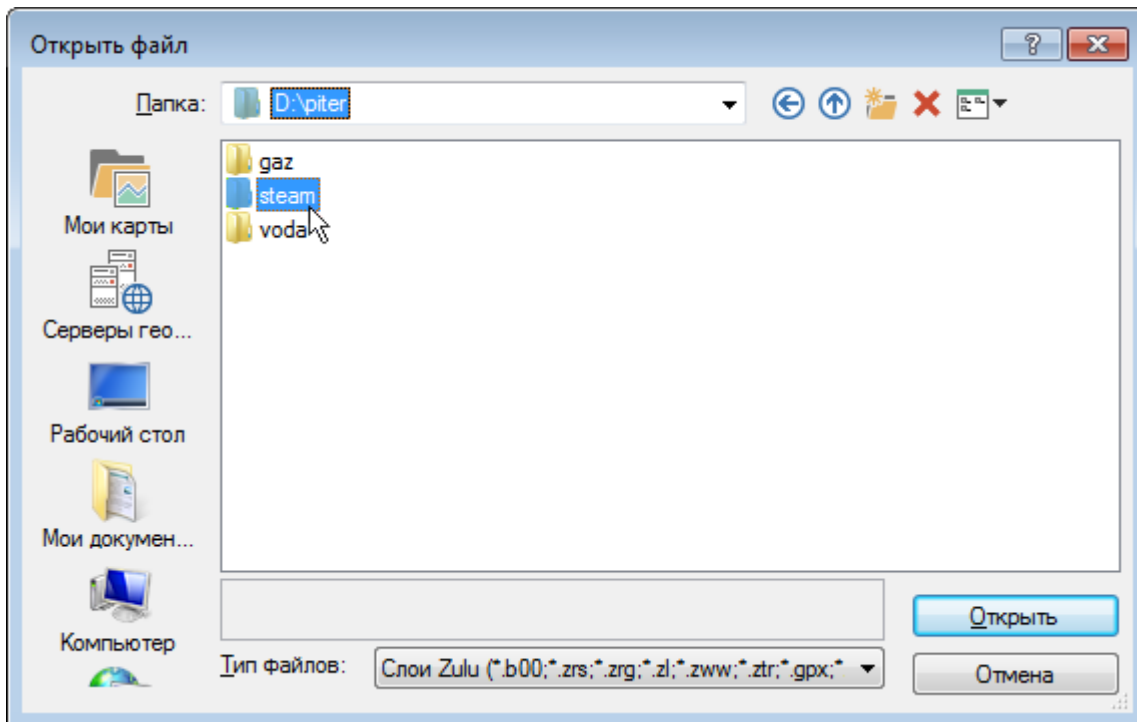 Открыть файл
Папка: D:\piter
gaz
steam
voda
Мои карты
Серверы гео...
Рабочий стол
Мои докумен...
Компьютер
Открыть
Тип файлов: Слои Zulu (*.b00;*.zrs;*.zrg;*.zl;*.zww;*.ztr;*.gpx;*
Отмена